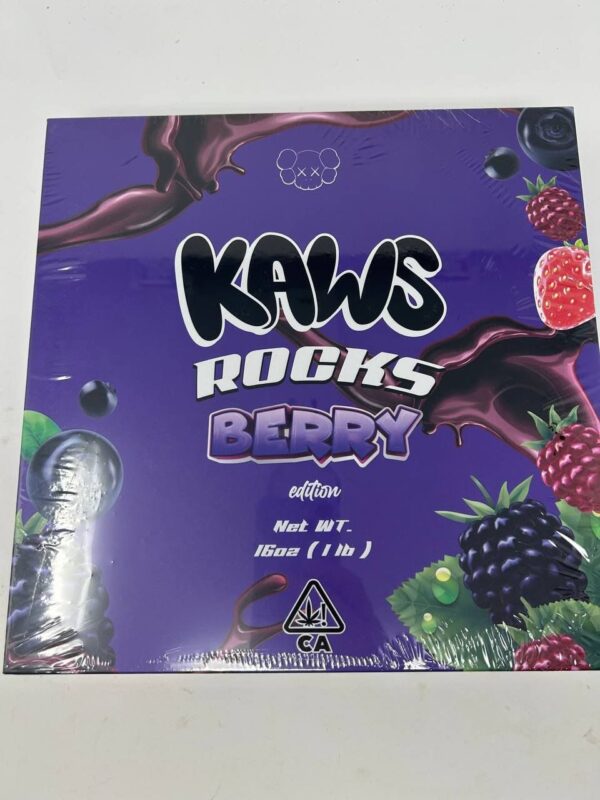 KAWS
ROCKS
BERRY
edition
Net WT.
16oz ( 1 lb )
!
CA